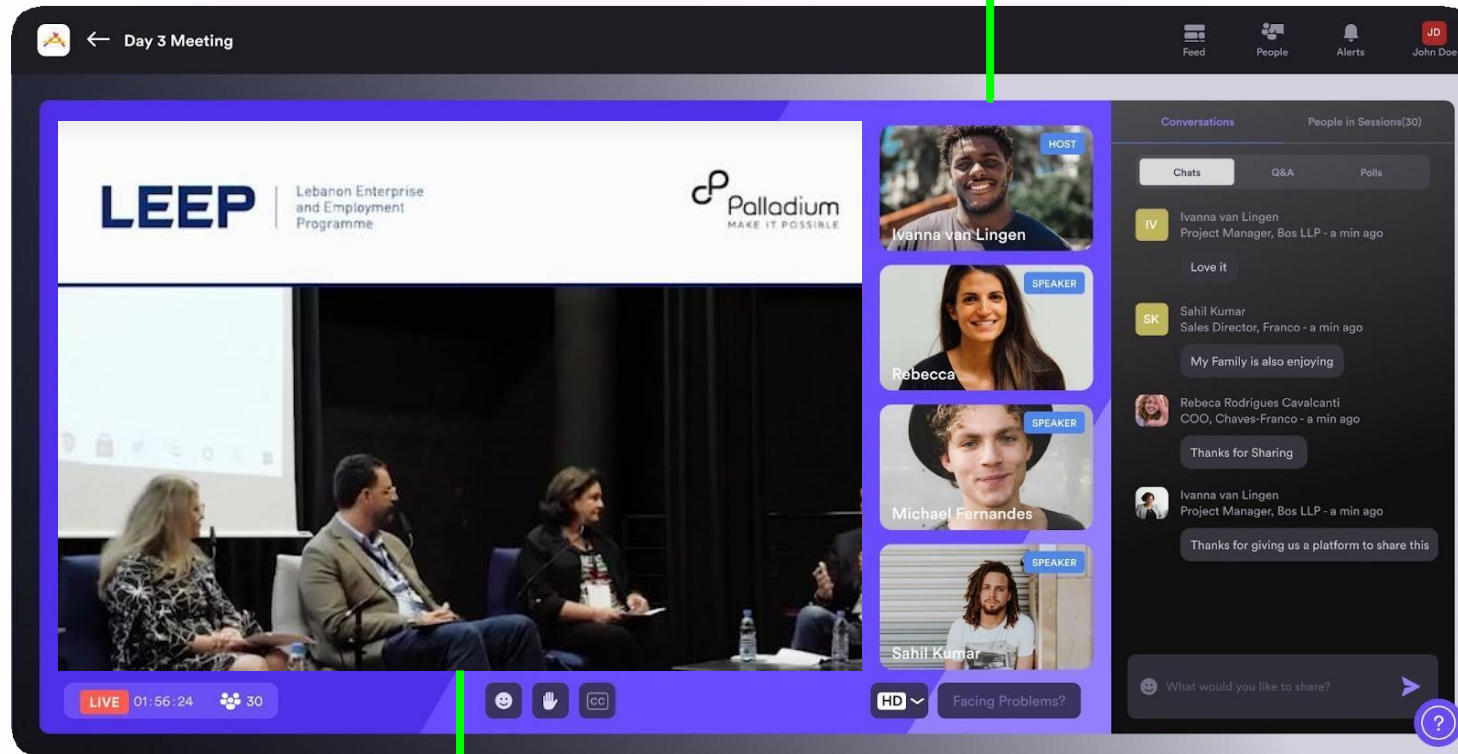 Day 3 Meeting
Feed
People
Alerts
JD
John Doe
LEEP
Lebanon Enterprise
and Employment
Programme
Palladium
MAKE IT POSSIBLE
HOST
Ivanna van Lingen
SPEAKER
Rebecca
SPEAKER
Michael Fernandes
SPEAKER
Sahil Kumar
LIVE 01:56:24 30
CC
HD
Facing Problems?
Conversations People in Sessions(30)
Chats Q&A Polls
IV
Ivanna van Lingen
Project Manager, Bos LLP - a min ago
Love it
SK
Sahil Kumar
Sales Director, Franco - a min ago
My Family is also enjoying
Rebeca Rodrigues Cavalcanti
COO, Chaves-Franco - a min ago
Thanks for Sharing
Ivanna van Lingen
Project Manager, Bos LLP - a min ago
Thanks for giving us a platform to share this
What would you like to share?
?